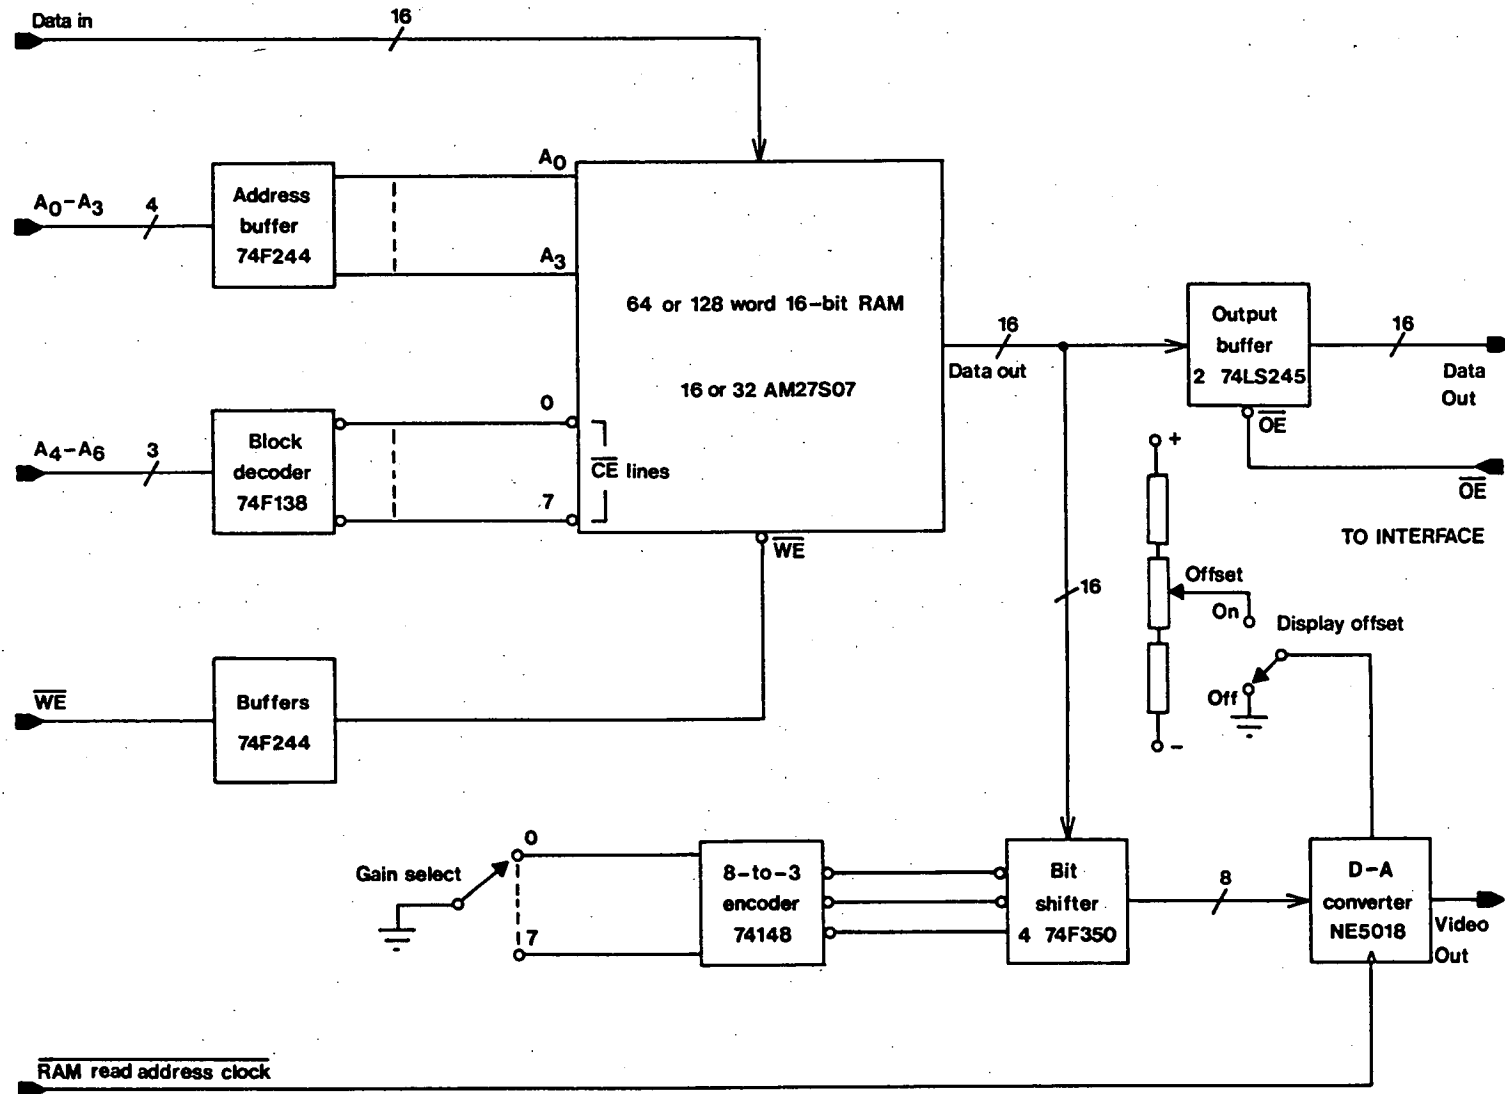 Data in
16
A0-A3
4
Address
buffer
74F244
A0
A3
64 or 128 word 16-bit RAM
16 or 32 AM27S07
16
Data out
Output
buffer
2 74LS245
16
Data
Out
OE
OE
TO INTERFACE
A4-A6
3
Block
decoder
74F138
0
7
CE lines
WE
WE
Buffers
74F244
16
+
Offset
On
Display offset
Off
-
Gain select
0
7
8-to-3
encoder
74148
Bit
shifter
4 74F350
8
D-A
converter
NE5018
Video
Out
RAM read address clock